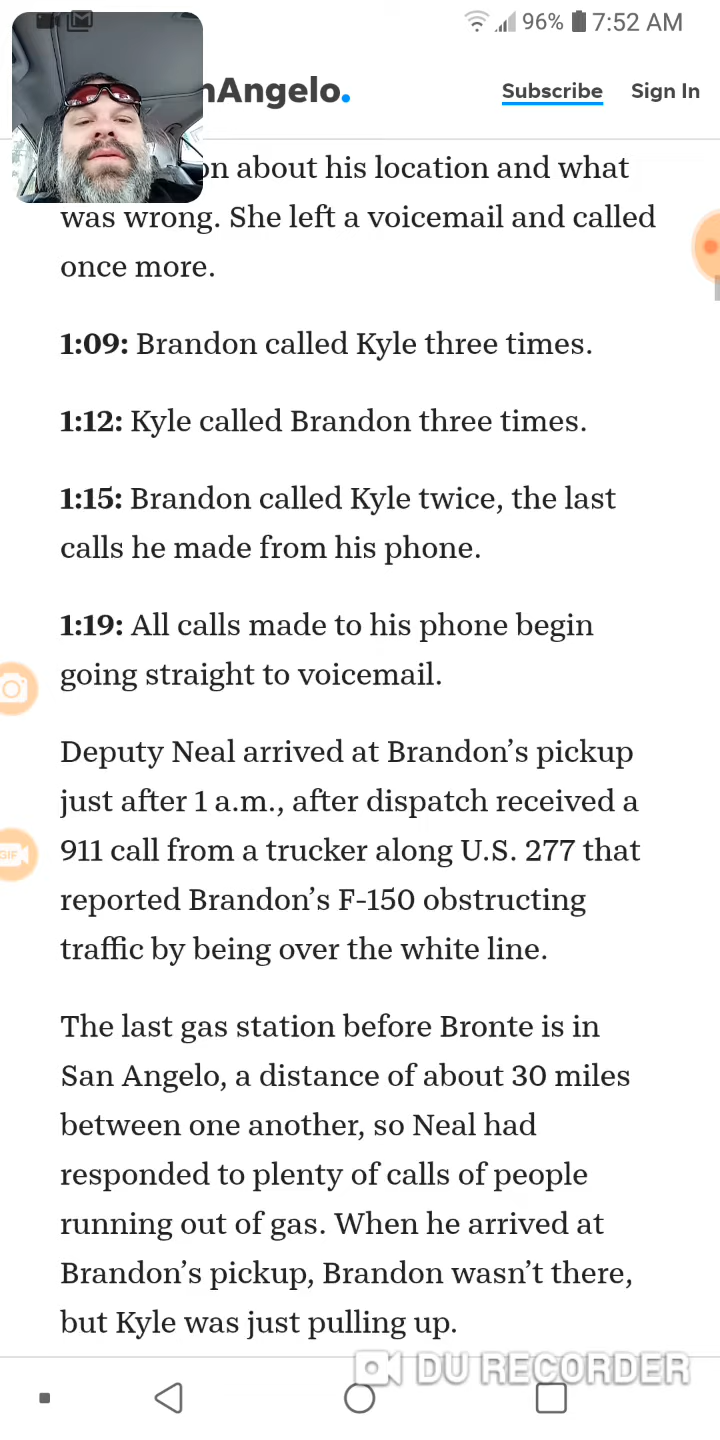 96% 7:52 AM
nAngelo.
Subscribe
Sign In
on about his location and what
was wrong. She left a voicemail and called
once more.
1:09: Brandon called Kyle three times.
1:12: Kyle called Brandon three times.
1:15: Brandon called Kyle twice, the last
calls he made from his phone.
1:19: All calls made to his phone begin
going straight to voicemail.
Deputy Neal arrived at Brandon’s pickup
just after 1 a.m., after dispatch received a
911 call from a trucker along U.S. 277 that
reported Brandon’s F-150 obstructing
traffic by being over the white line.
The last gas station before Bronte is in
San Angelo, a distance of about 30 miles
between one another, so Neal had
responded to plenty of calls of people
running out of gas. When he arrived at
Brandon’s pickup, Brandon wasn’t there,
but Kyle was just pulling up.
GIF
DU RECORDER